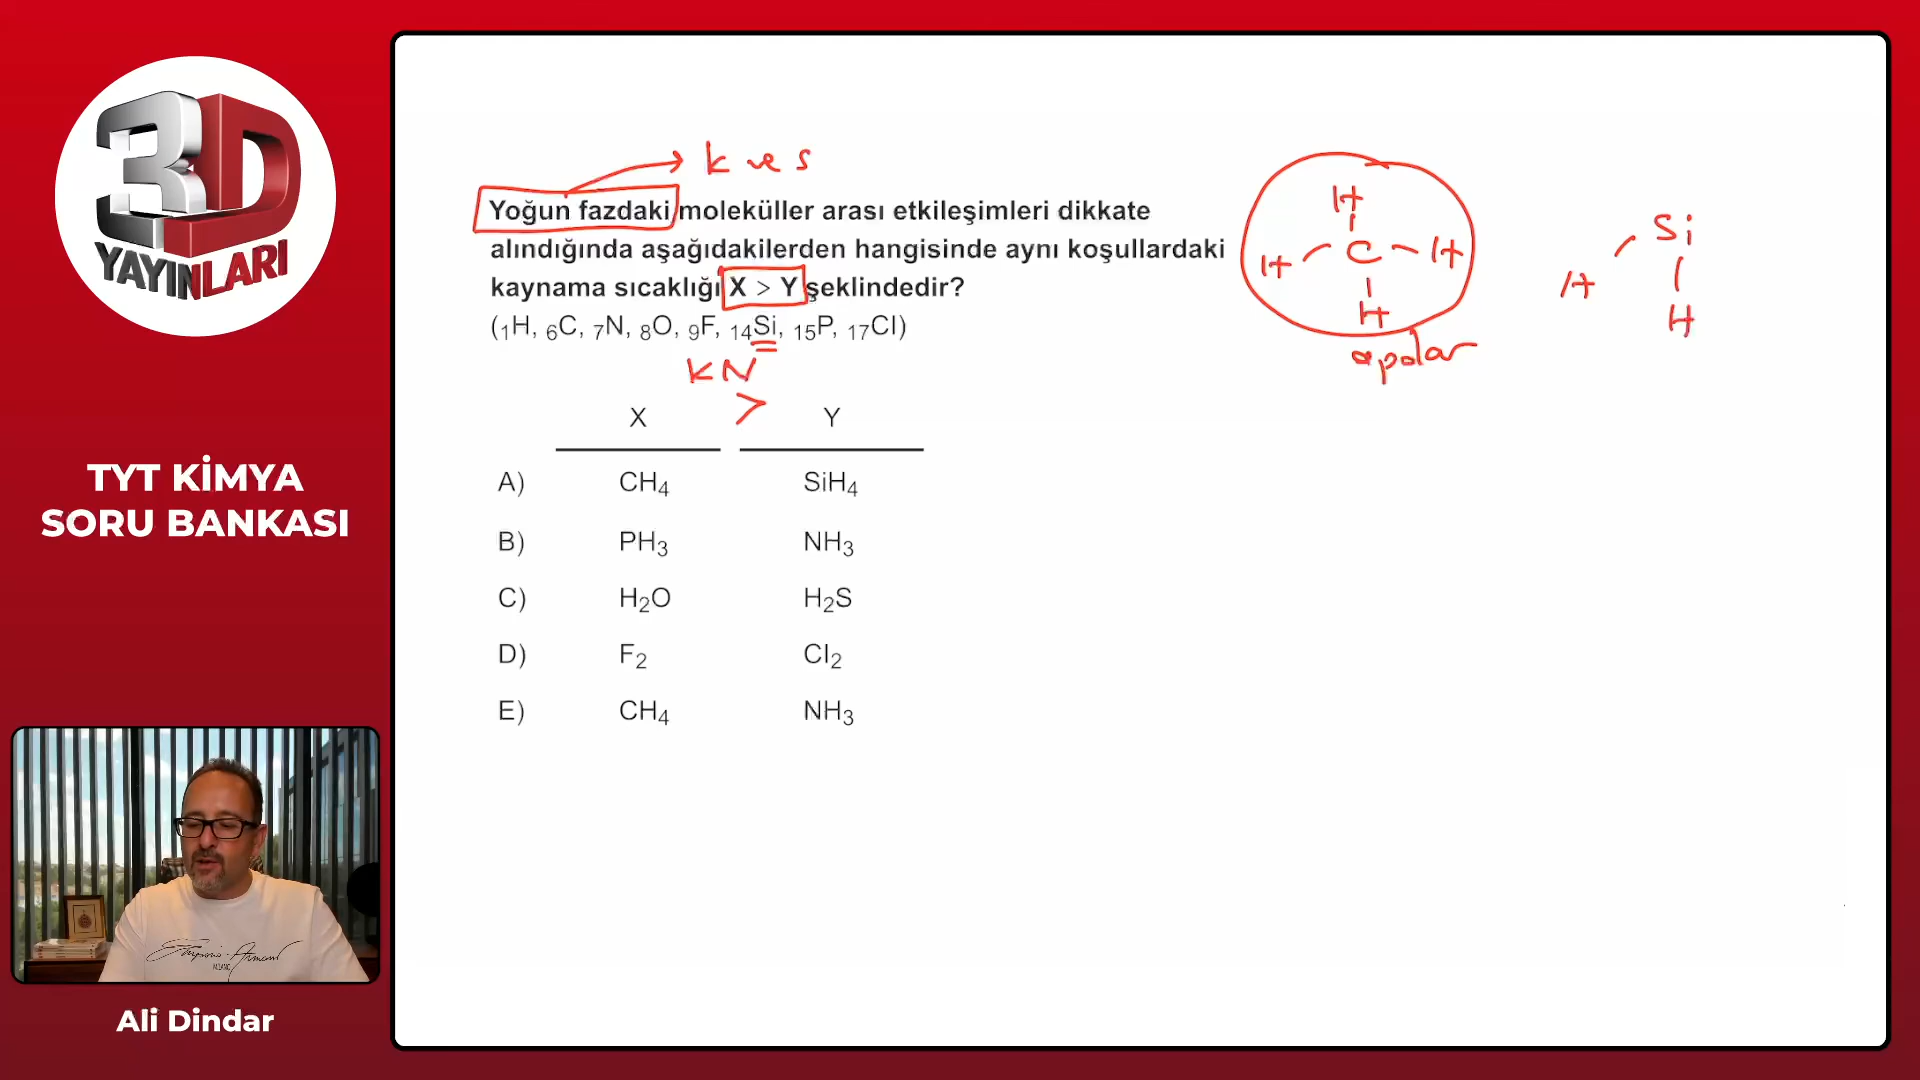 3D
YAYINLARI
TYT KİMYA
SORU BANKASI
Ali Dindar
k ve s
Yoğun fazdaki moleküller arası etkileşimleri dikkate
alındığında aşağıdakilerden hangisinde aynı koşullardaki
kaynama sıcaklığı X > Y şeklindedir?
(₁H, ₆C, ₇N, ₈O, ₉F, ₁₄Si, ₁₅P, ₁₇Cl)
KN
X > Y
A) CH₄ SiH₄
B) PH₃ NH₃
C) H₂O H₂S
D) F₂ Cl₂
E) CH₄ NH₃
H
H C H
H
apolar
Si
H
H